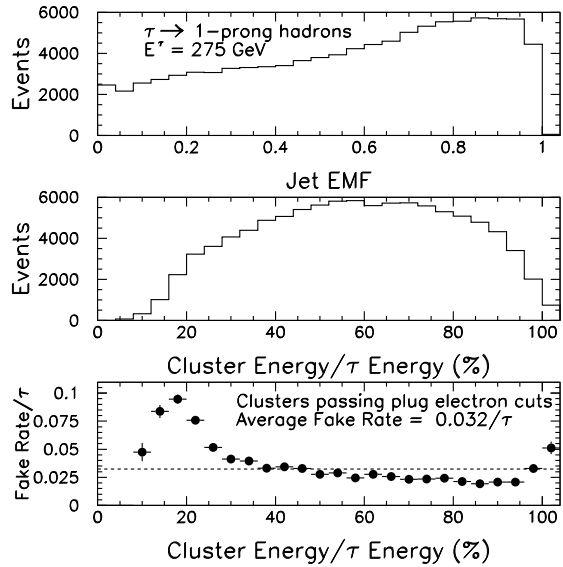 6000
4000
2000
0
Events
τ → 1-prong hadrons
E^τ = 275 GeV
0 0.2 0.4 0.6 0.8 1
Jet EMF
6000
4000
2000
0
Events
0 20 40 60 80 100
Cluster Energy/τ Energy (%)
0.1
0.075
0.05
0.025
0
Fake Rate/τ
Clusters passing plug electron cuts
Average Fake Rate = 0.032/τ
0 20 40 60 80 100
Cluster Energy/τ Energy (%)